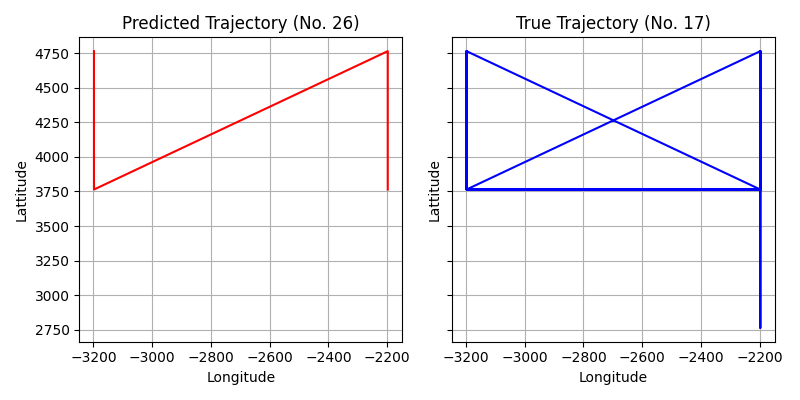 Predicted Trajectory (No. 26)
4750
4500
4250
4000
3750
3500
3250
3000
2750
Lattitude
−3200 −3000 −2800 −2600 −2400 −2200
Longitude
True Trajectory (No. 17)
Lattitude
−3200 −3000 −2800 −2600 −2400 −2200
Longitude